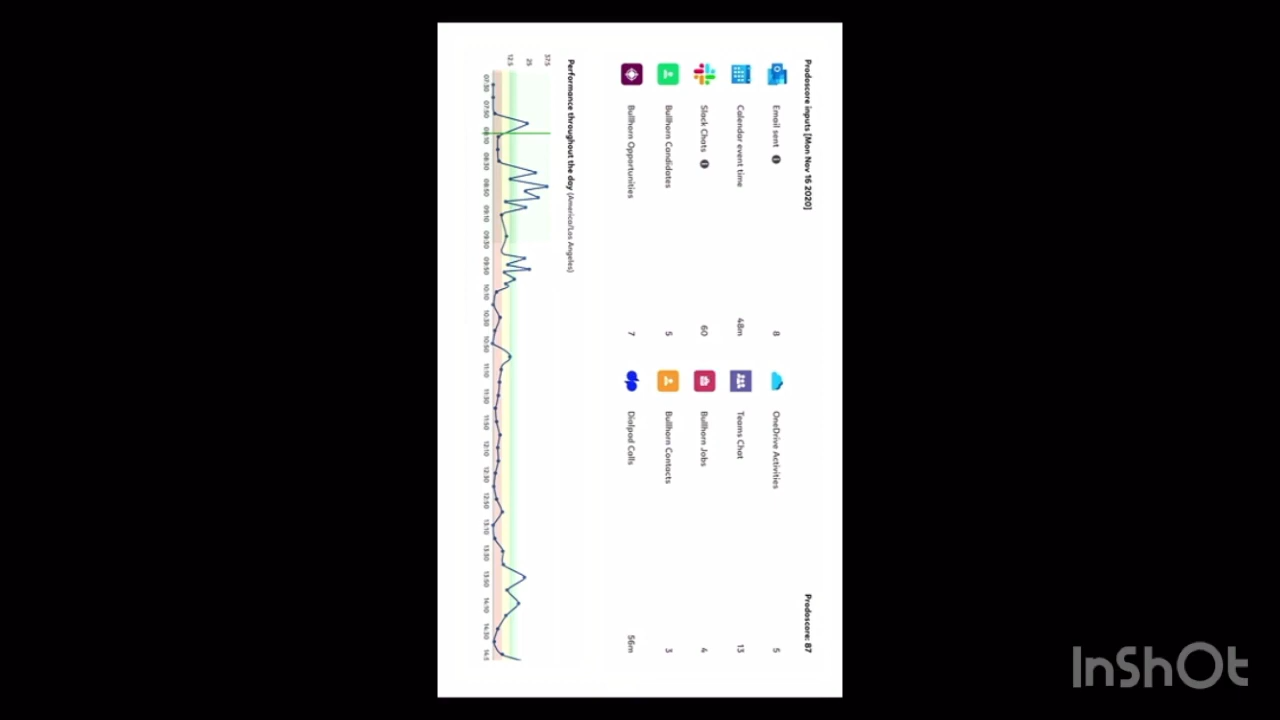 Prodoscore inputs [Mon Nov 16 2020] Prodoscore: 87
Email sent 8 OneDrive Activities 5
Calendar event time 48m Teams Chat 13
Slack Chats 60 Bullhorn Jobs 4
Bullhorn Candidates 5 Bullhorn Contacts 3
Bullhorn Opportunities 7 Dialpad Calls 56m
Performance throughout the day (America/Los Angeles)
37.5
25
12.5
07:30 07:50 08:10 08:30 08:50 09:10 09:30 09:50 10:10 10:30 10:50 11:10 11:30 11:50 12:10 12:30 12:50 13:10 13:30 13:50 14:10 14:30 14:5
InShOt